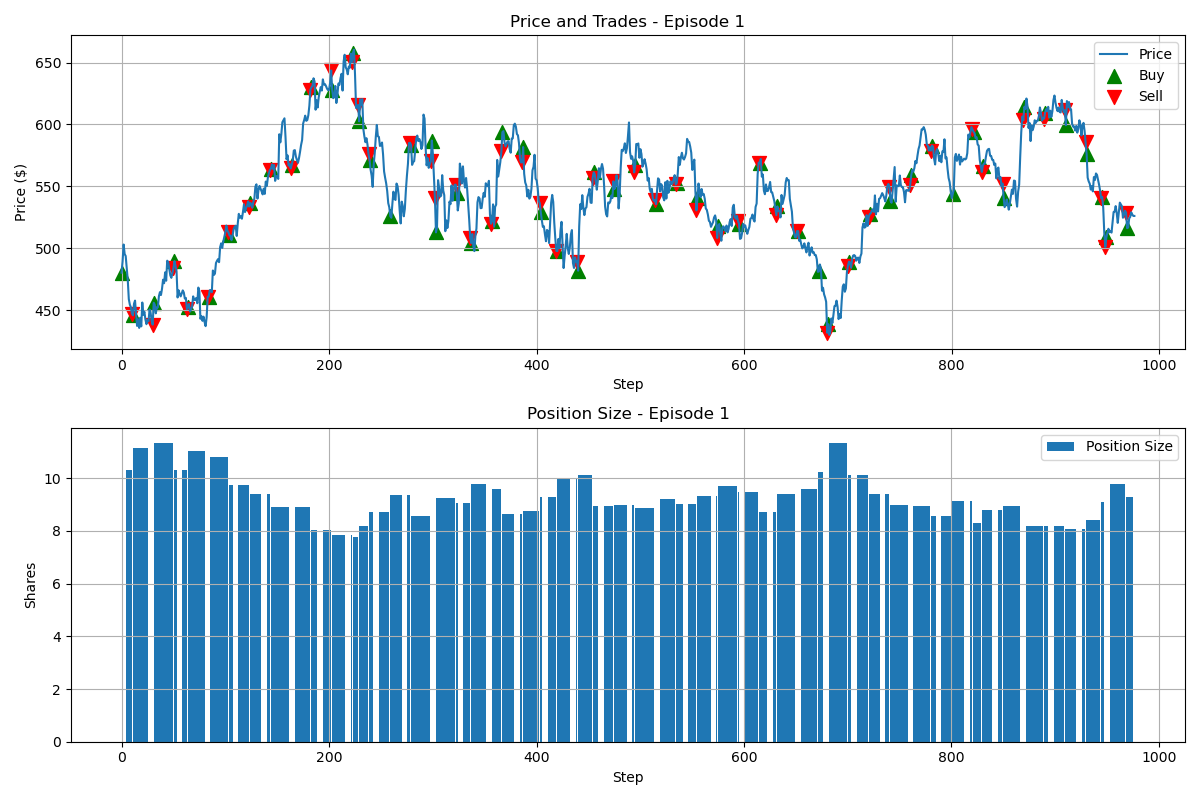 Price and Trades - Episode 1
Price ($)
650
600
550
500
450
Price
Buy
Sell
0 200 400 600 800 1000
Step
Position Size - Episode 1
Shares
10
8
6
4
2
0
Position Size
0 200 400 600 800 1000
Step